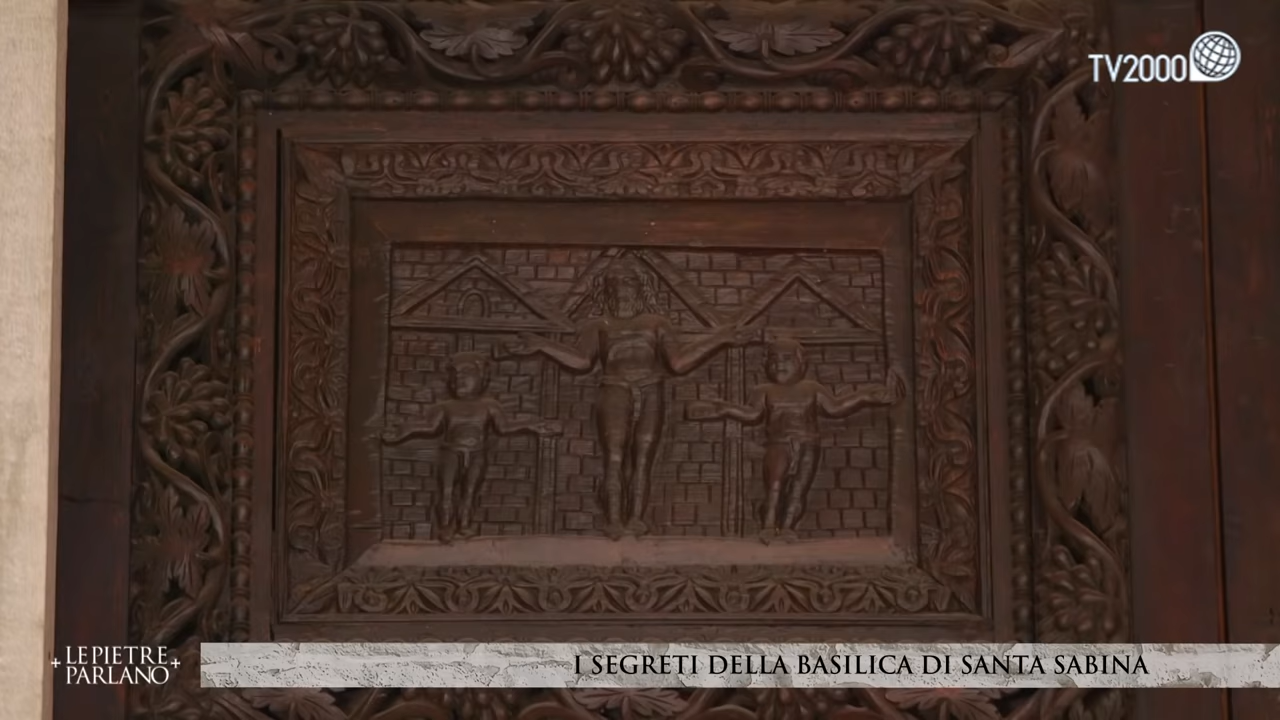 TV2000
+ LE PIETRE +
PARLANO
I SEGRETI DELLA BASILICA DI SANTA SABINA